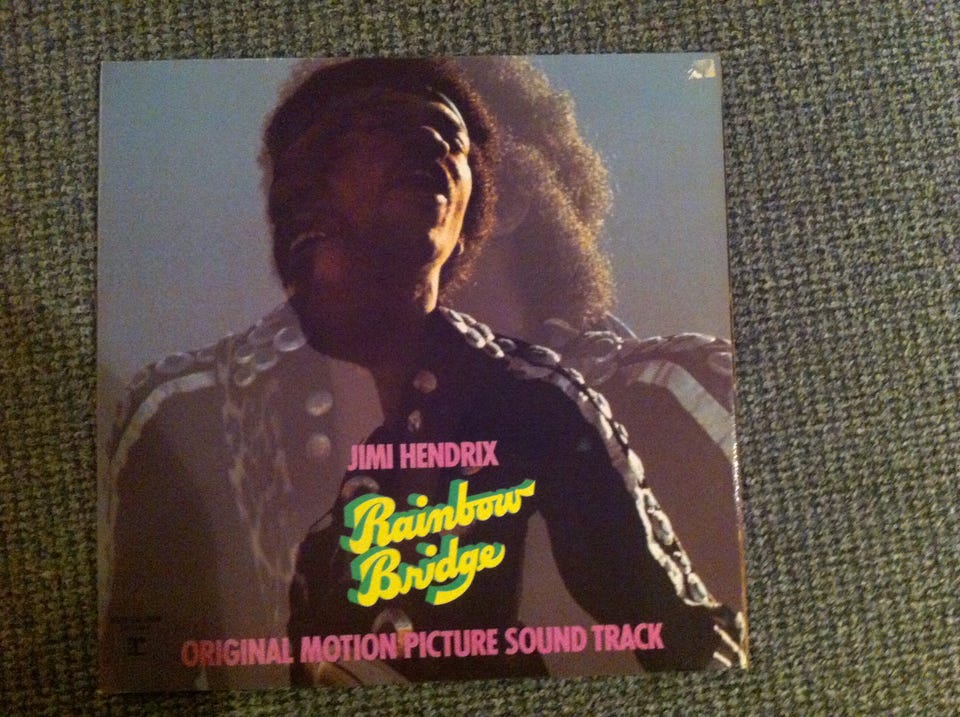 JIMI HENDRIX
Rainbow
Bridge
ORIGINAL MOTION PICTURE SOUND TRACK